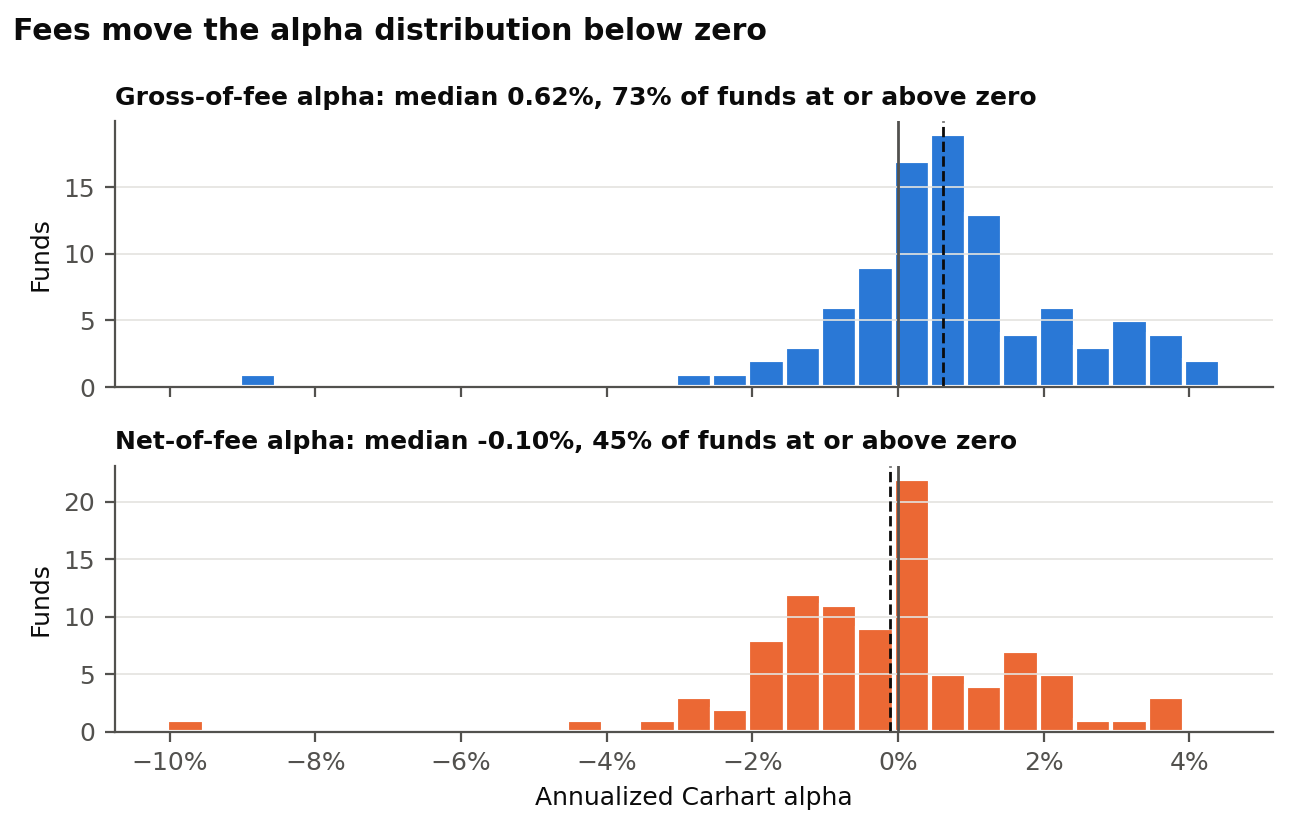 Fees move the alpha distribution below zero
Gross-of-fee alpha: median 0.62%, 73% of funds at or above zero
Funds
15
10
5
0
Net-of-fee alpha: median -0.10%, 45% of funds at or above zero
Funds
20
15
10
5
0
−10% −8% −6% −4% −2% 0% 2% 4%
Annualized Carhart alpha